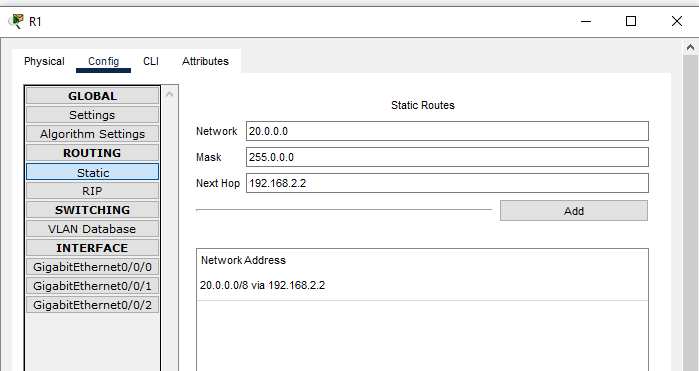 R1
Physical Config CLI Attributes
GLOBAL
Settings
Algorithm Settings
ROUTING
Static
RIP
SWITCHING
VLAN Database
INTERFACE
GigabitEthernet0/0/0
GigabitEthernet0/0/1
GigabitEthernet0/0/2
Static Routes
Network 20.0.0.0
Mask 255.0.0.0
Next Hop 192.168.2.2
Add
Network Address
20.0.0.0/8 via 192.168.2.2